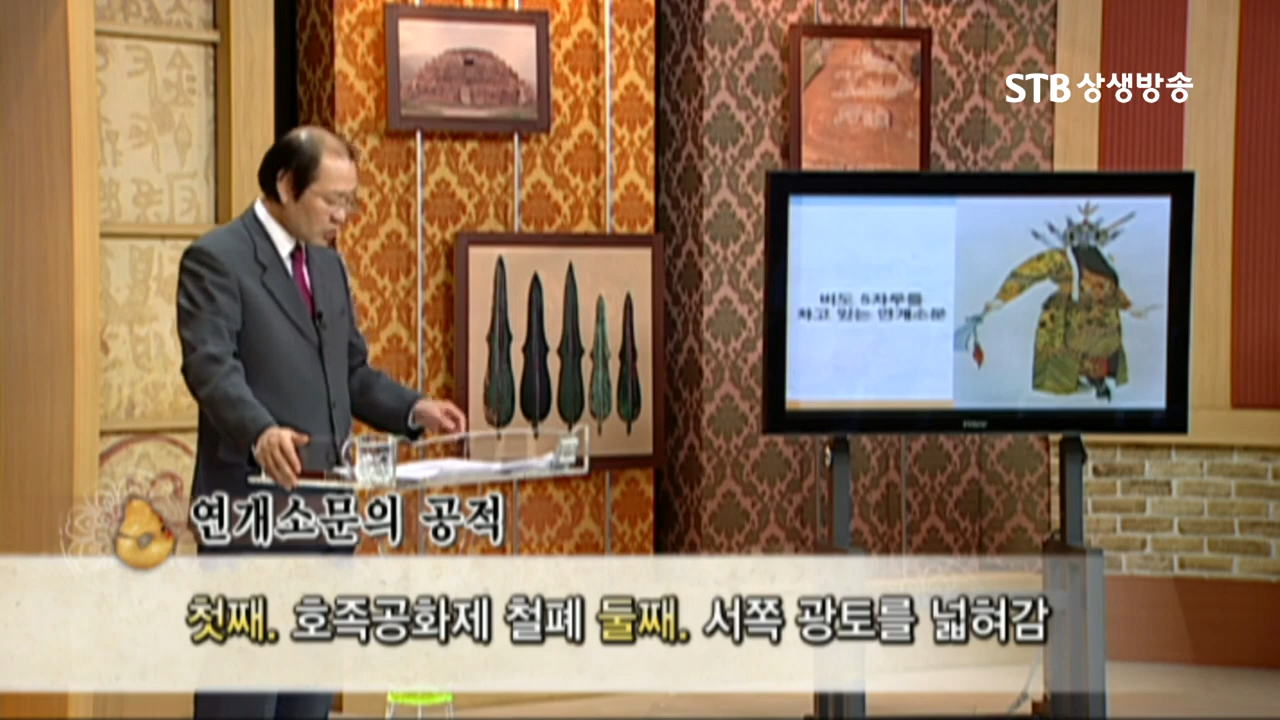 STB 상생방송
비도 5자루를
차고 있는 연개소문
연개소문의 공적
첫째. 호족공화제 철폐 둘째. 서쪽 광토를 넓혀감